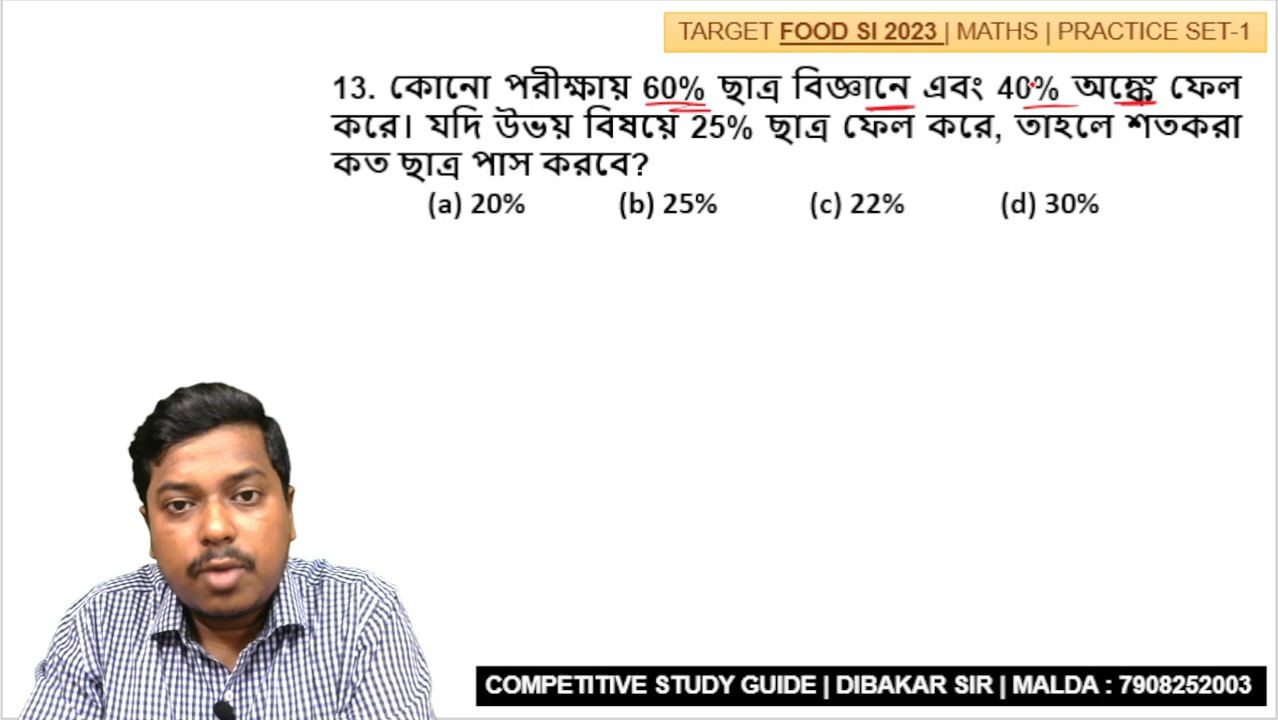 TARGET FOOD SI 2023 | MATHS | PRACTICE SET-1
13. কোনো পরীক্ষায় 60% ছাত্র বিজ্ঞানে এবং 40% অঙ্কে ফেল
করে। যদি উভয় বিষয়ে 25% ছাত্র ফেল করে, তাহলে শতকরা
কত ছাত্র পাস করবে?
(a) 20% (b) 25% (c) 22% (d) 30%
COMPETITIVE STUDY GUIDE | DIBAKAR SIR | MALDA : 7908252003